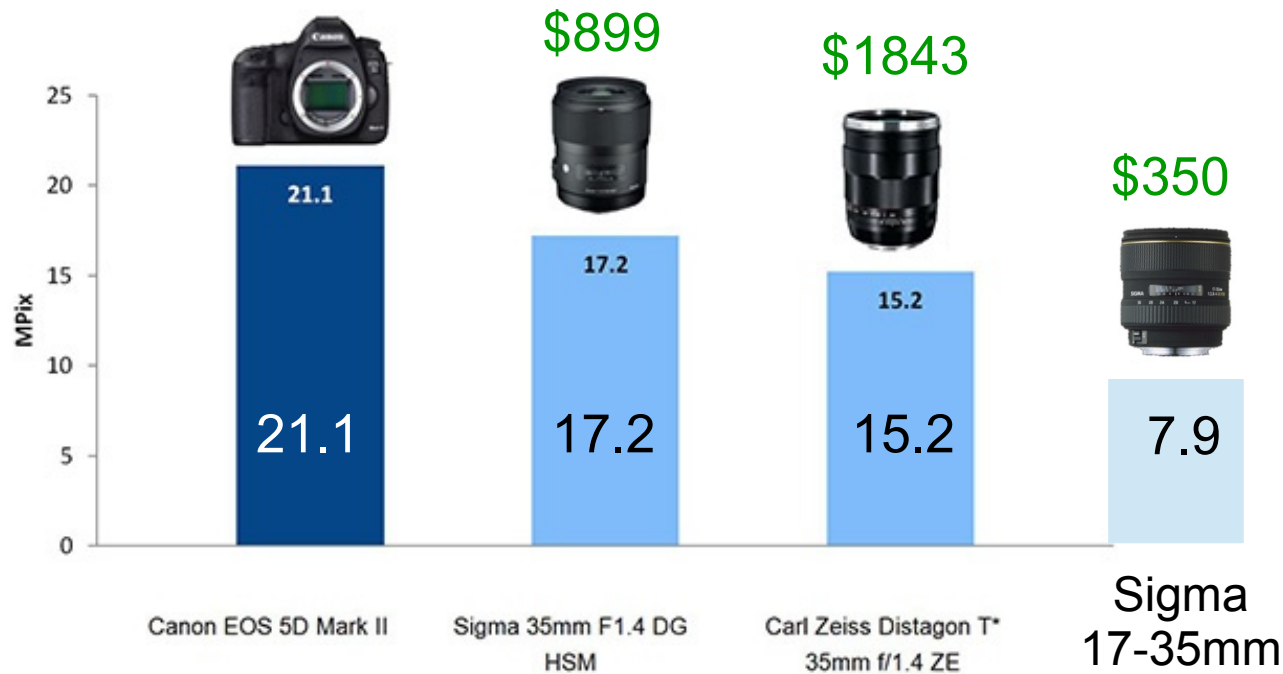 $899
$1843
$350
Canon
25
20
15
10
5
0
MPix
21.1
17.2
15.2
21.1
17.2
15.2
7.9
SIGMA
Canon EOS 5D Mark II
Sigma 35mm F1.4 DG
HSM
Carl Zeiss Distagon T*
35mm f/1.4 ZE
Sigma
17-35mm